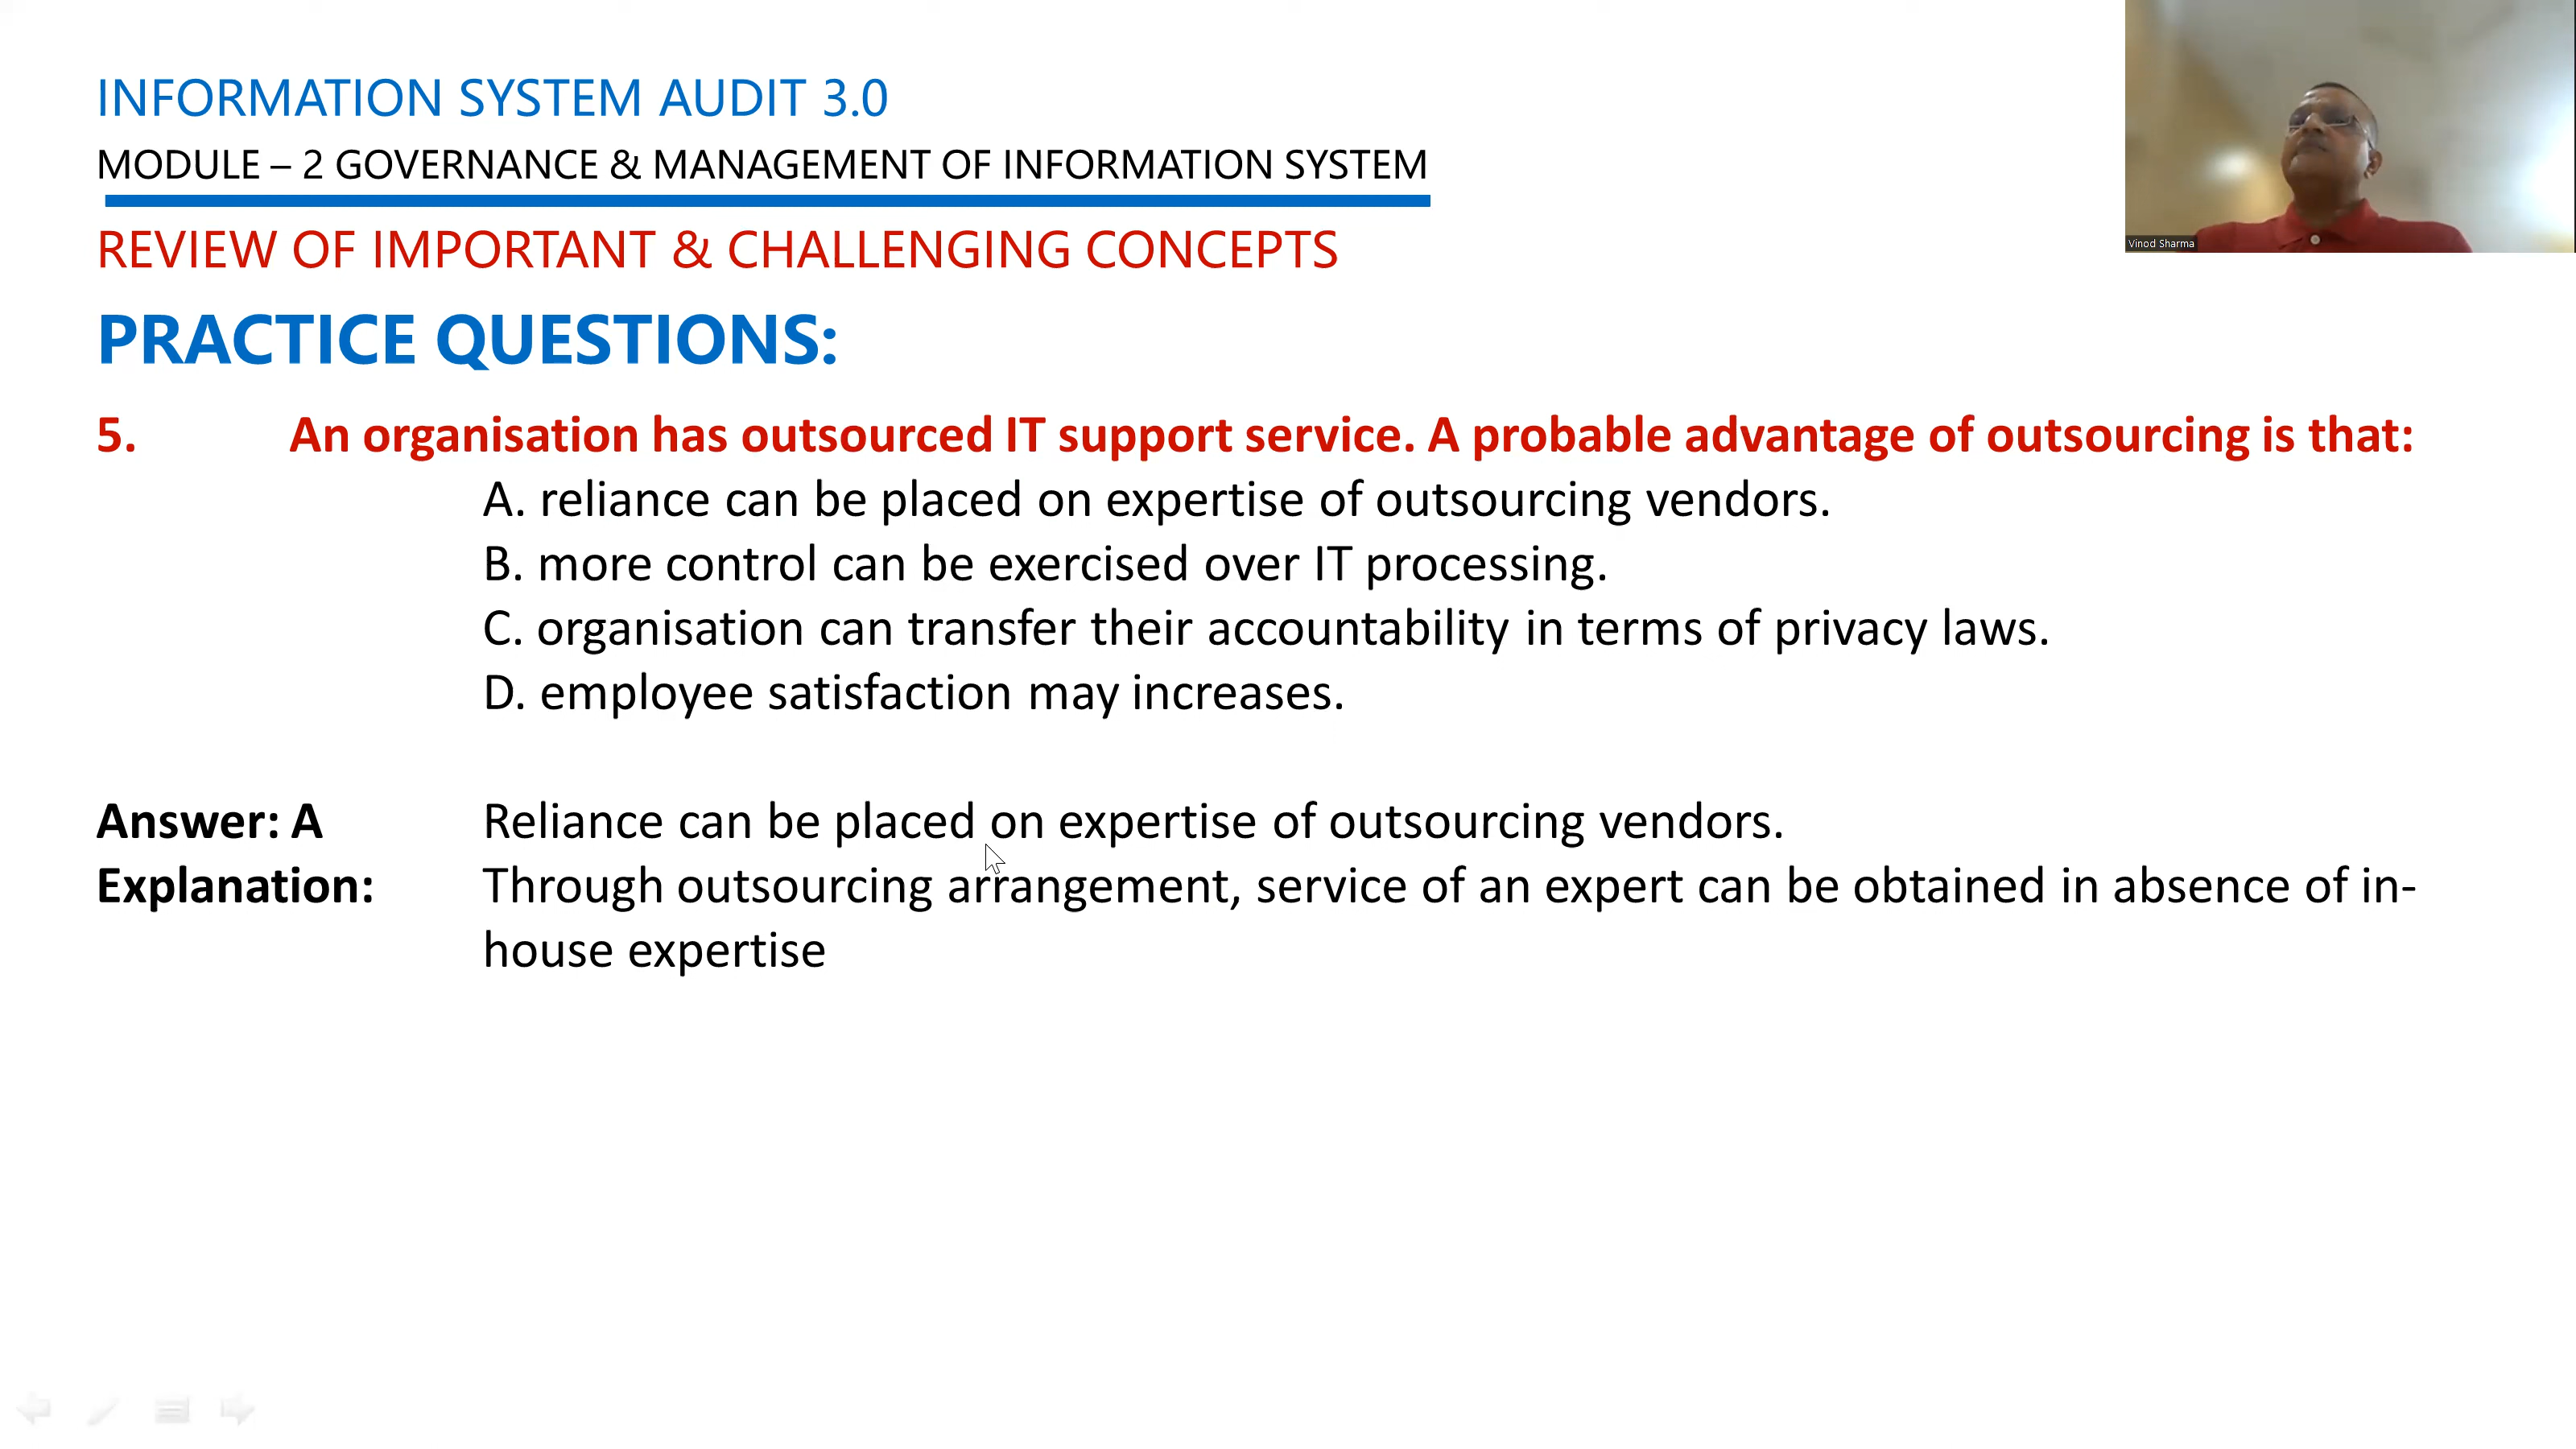 INFORMATION SYSTEM AUDIT 3.0
MODULE – 2 GOVERNANCE & MANAGEMENT OF INFORMATION SYSTEM
REVIEW OF IMPORTANT & CHALLENGING CONCEPTS
PRACTICE QUESTIONS:
5. An organisation has outsourced IT support service. A probable advantage of outsourcing is that:
A. reliance can be placed on expertise of outsourcing vendors.
B. more control can be exercised over IT processing.
C. organisation can transfer their accountability in terms of privacy laws.
D. employee satisfaction may increases.
Answer: A Reliance can be placed on expertise of outsourcing vendors.
Explanation: Through outsourcing arrangement, service of an expert can be obtained in absence of in-
house expertise
Vinod Sharma